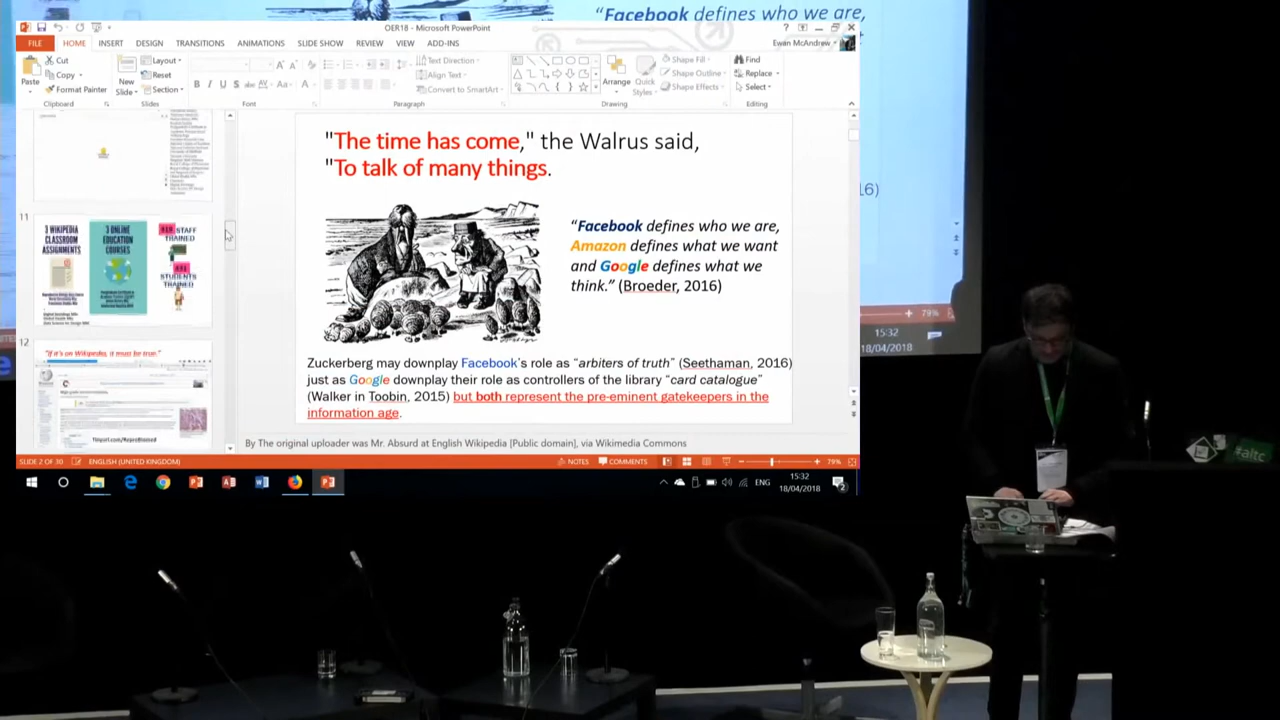 "Facebook defines who we are,
OER18 - Microsoft PowerPoint
FILE HOME INSERT DESIGN TRANSITIONS ANIMATIONS SLIDE SHOW REVIEW VIEW ADD-INS
Ewan McAndrew
Paste
Cut
Copy
Format Painter
Clipboard
New
Slide
Layout
Reset
Section
Slides
Font
Text Direction
Align Text
Convert to SmartArt
Paragraph
Arrange
Quick
Styles
Shape Fill
Shape Outline
Shape Effects
Drawing
Find
Replace
Select
Editing
11
3 WIKIPEDIA
CLASSROOM
ASSIGNMENTS
3 ONLINE
EDUCATION
COURSES
STAFF
TRAINED
STUDENTS
TRAINED
12
"If it's on Wikipedia, it must be true."
"The time has come," the Walrus said,
"To talk of many things.
"Facebook defines who we are,
Amazon defines what we want
and Google defines what we
think." (Broeder, 2016)
Zuckerberg may downplay Facebook's role as "arbiters of truth" (Seethaman, 2016)
just as Google downplay their role as controllers of the library "card catalogue"
(Walker in Toobin, 2015) but both represent the pre-eminent gatekeepers in the
information age.
By The original uploader was Mr. Absurd at English Wikipedia [Public domain], via Wikimedia Commons
SLIDE 2 OF 30 ENGLISH (UNITED KINGDOM) NOTES COMMENTS 79%
ENG
15:32
18/04/2018
2
16)
79%
15:32
18/04/2018
#altc